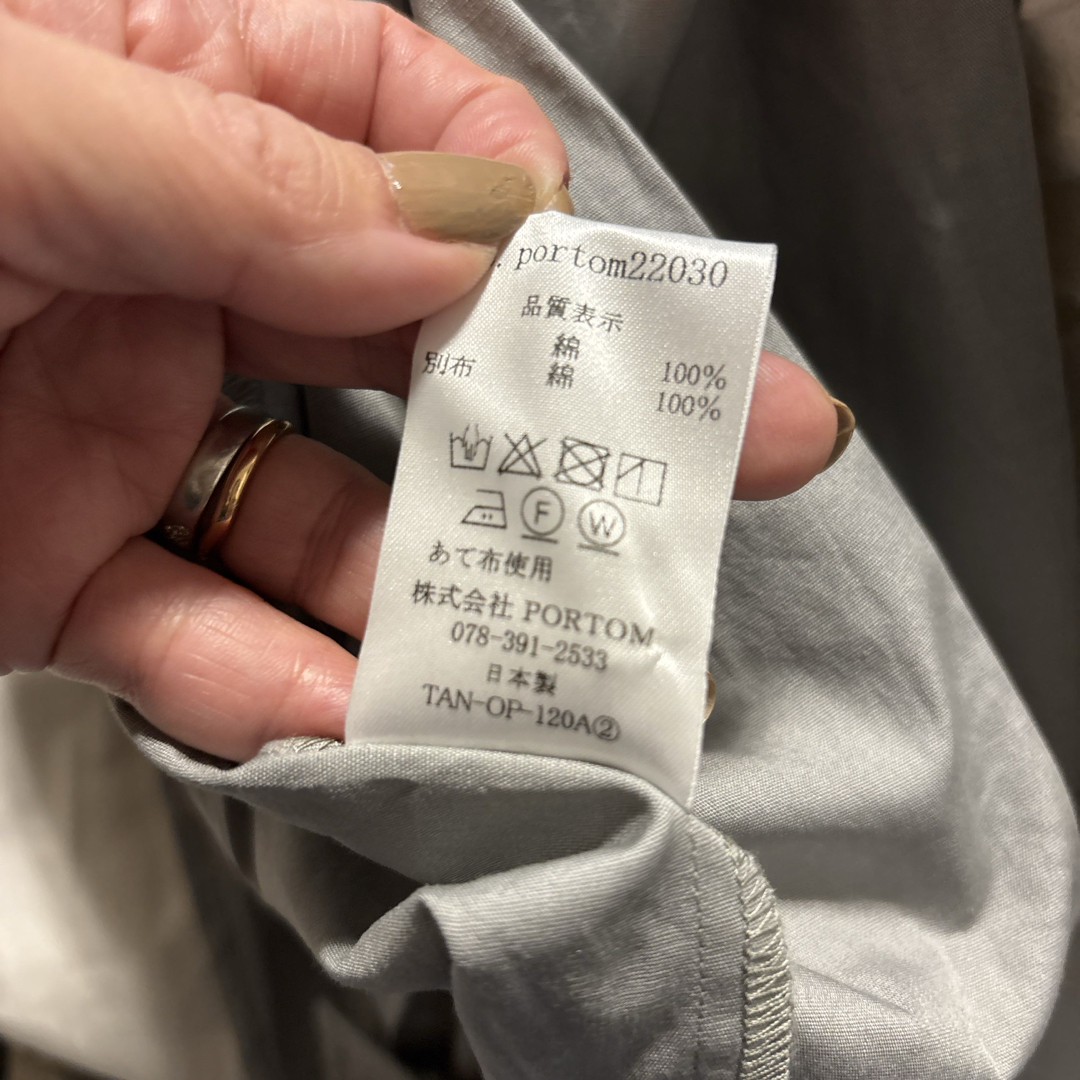 portom22030
品質表示
綿 100%
別布 綿 100%
F W
あて布使用
株式会社 PORTOM
078-391-2533
日本製
TAN-OP-120A②